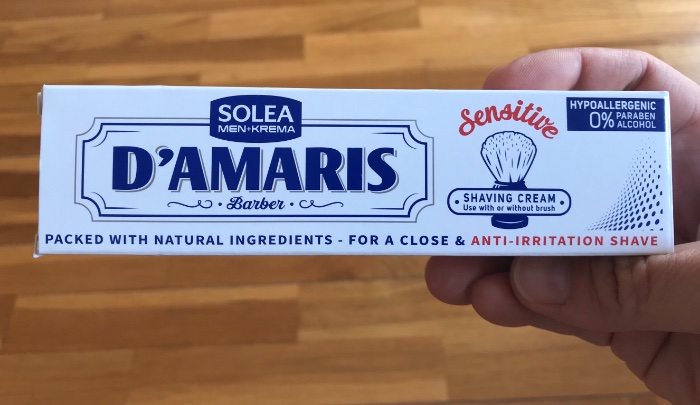 SOLEA
MEN+KREMA
D'AMARIS
Barber
Sensitive
SHAVING CREAM
Use with or without brush
HYPOALLERGENIC
0% PARABEN
ALCOHOL
PACKED WITH NATURAL INGREDIENTS - FOR A CLOSE & ANTI-IRRITATION SHAVE